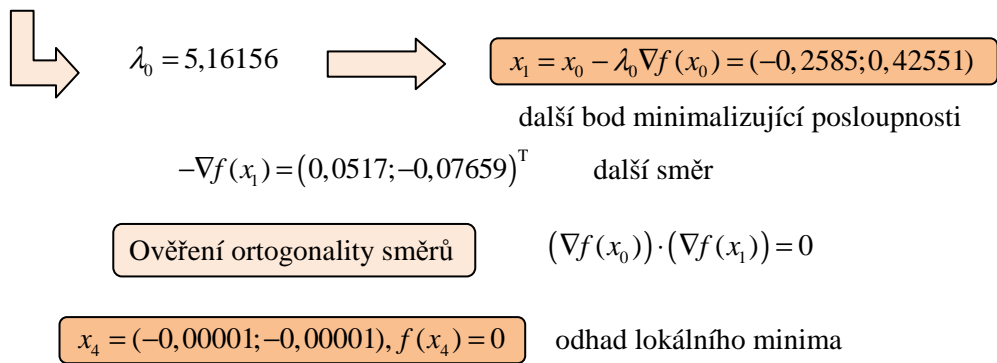 λ₀ = 5,16156
x₁ = x₀ − λ₀∇f(x₀) = (−0,2585;0,42551)
další bod minimalizující posloupnosti
−∇f(x₁) = (0,0517;−0,07659)ᵀ další směr
Ověření ortogonality směrů (∇f(x₀))·(∇f(x₁)) = 0
x₄ = (−0,00001;−0,00001), f(x₄) = 0 odhad lokálního minima